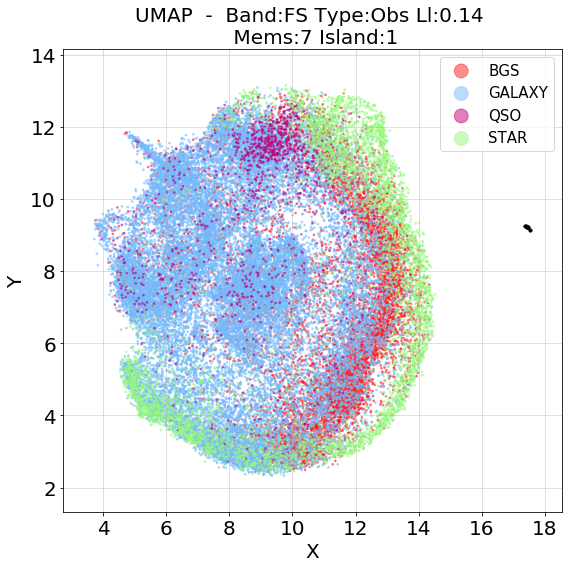 UMAP  -  Band:FS Type:Obs Ll:0.14
Mems:7 Island:1
14
12
10
8
6
4
2
Y
BGS
GALAXY
QSO
STAR
4 6 8 10 12 14 16 18
X